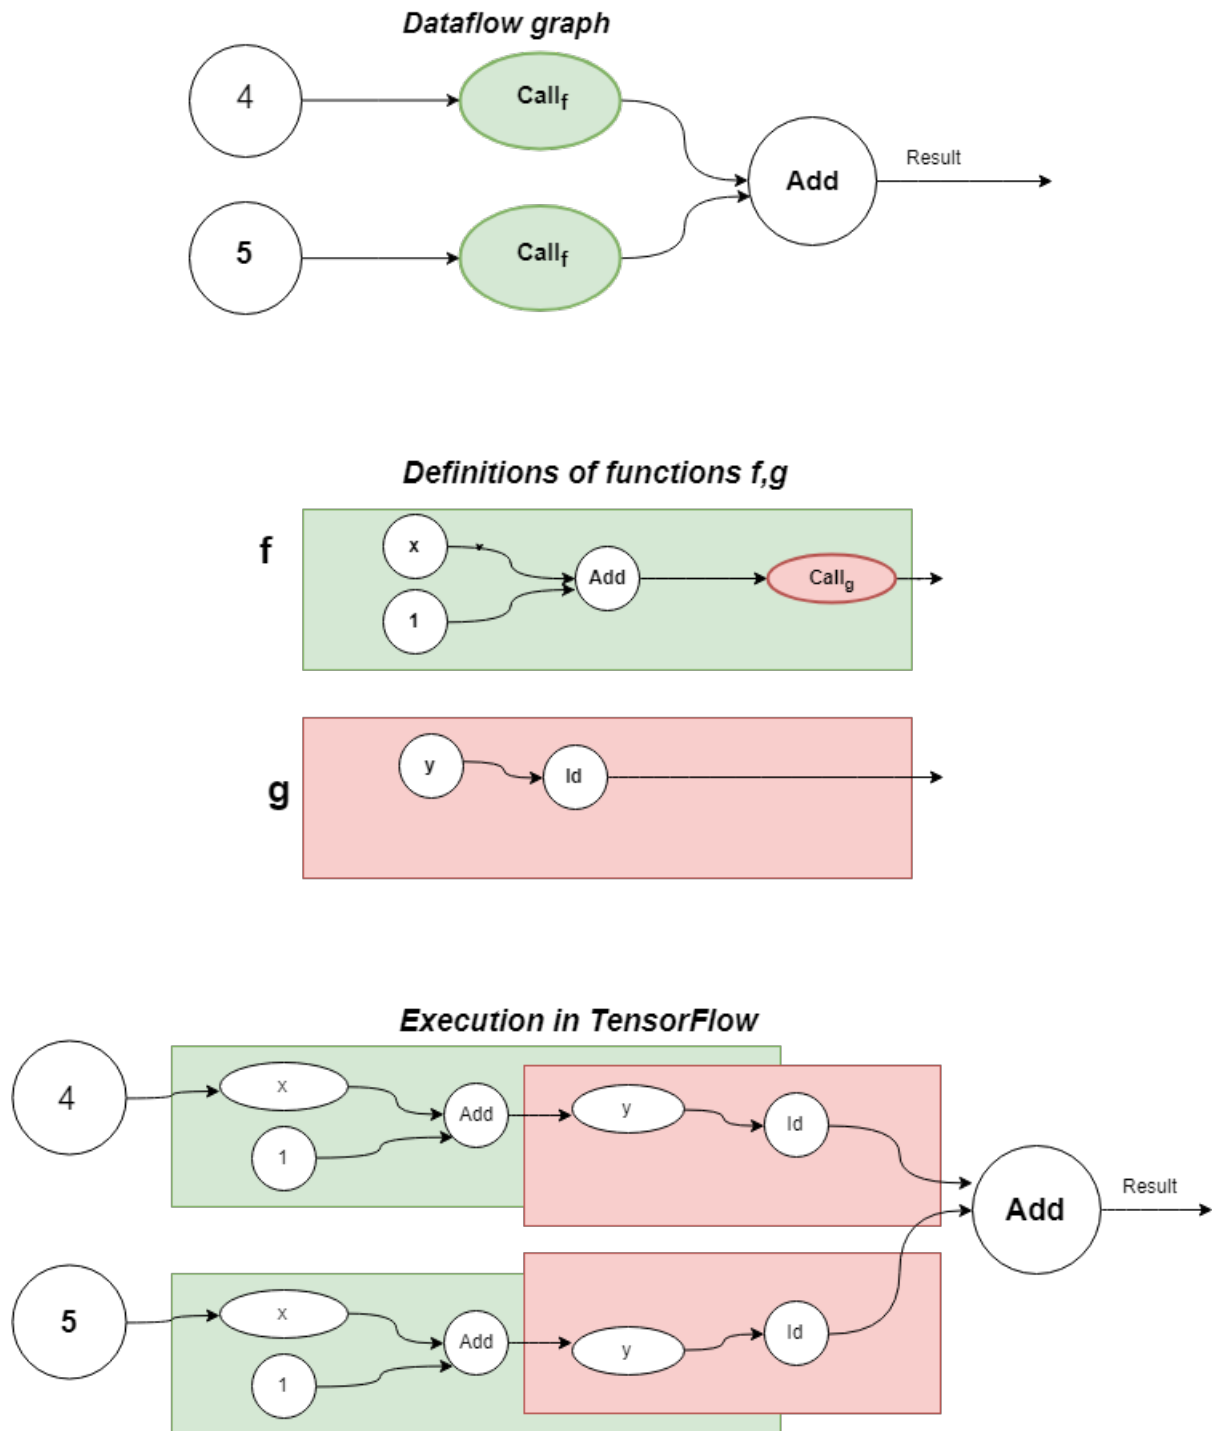 Dataflow graph
4
Callf
Add
Result
5
Callf
Definitions of functions f,g
f
x
1
Add
Callg
g
y
Id
Execution in TensorFlow
4
x
1
Add
y
Id
Add
Result
5
x
1
Add
y
Id